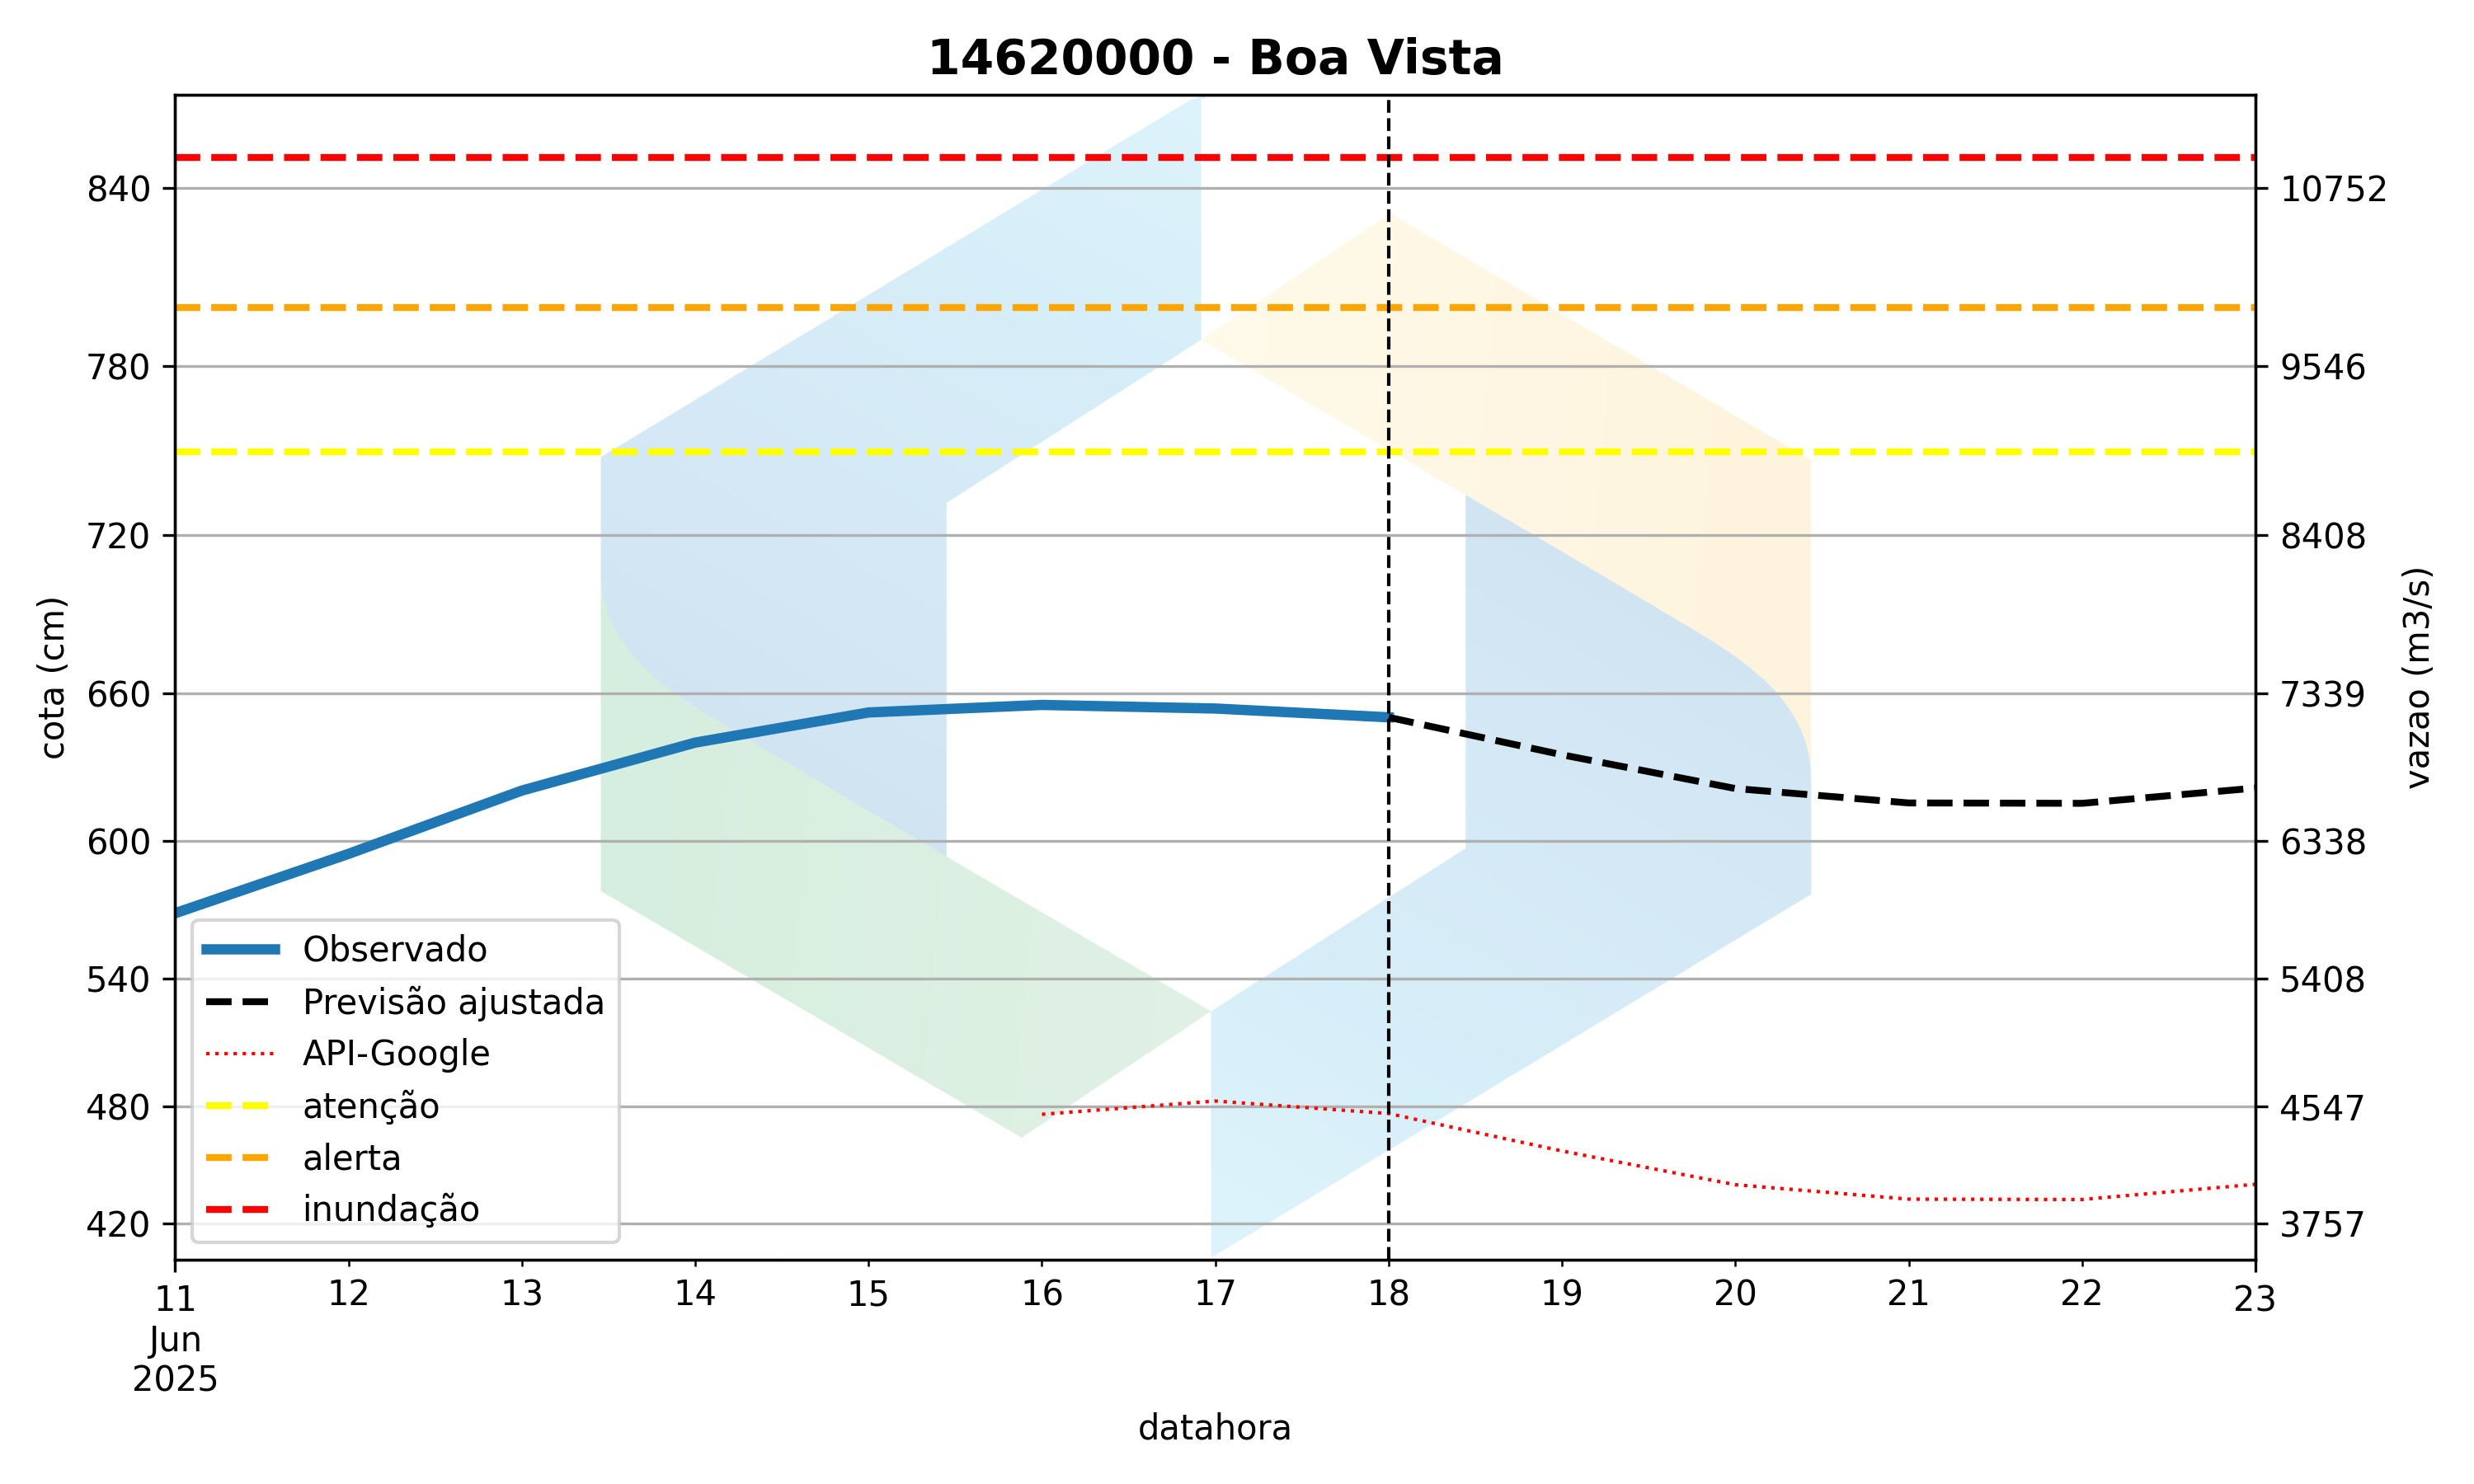 14620000 - Boa Vista
840
780
720
660
600
540
480
420
cota (cm)
10752
9546
8408
7339
6338
5408
4547
3757
vazao (m3/s)
Observado
Previsão ajustada
API-Google
atenção
alerta
inundação
11 12 13 14 15 16 17 18 19 20 21 22 23
Jun
2025
datahora